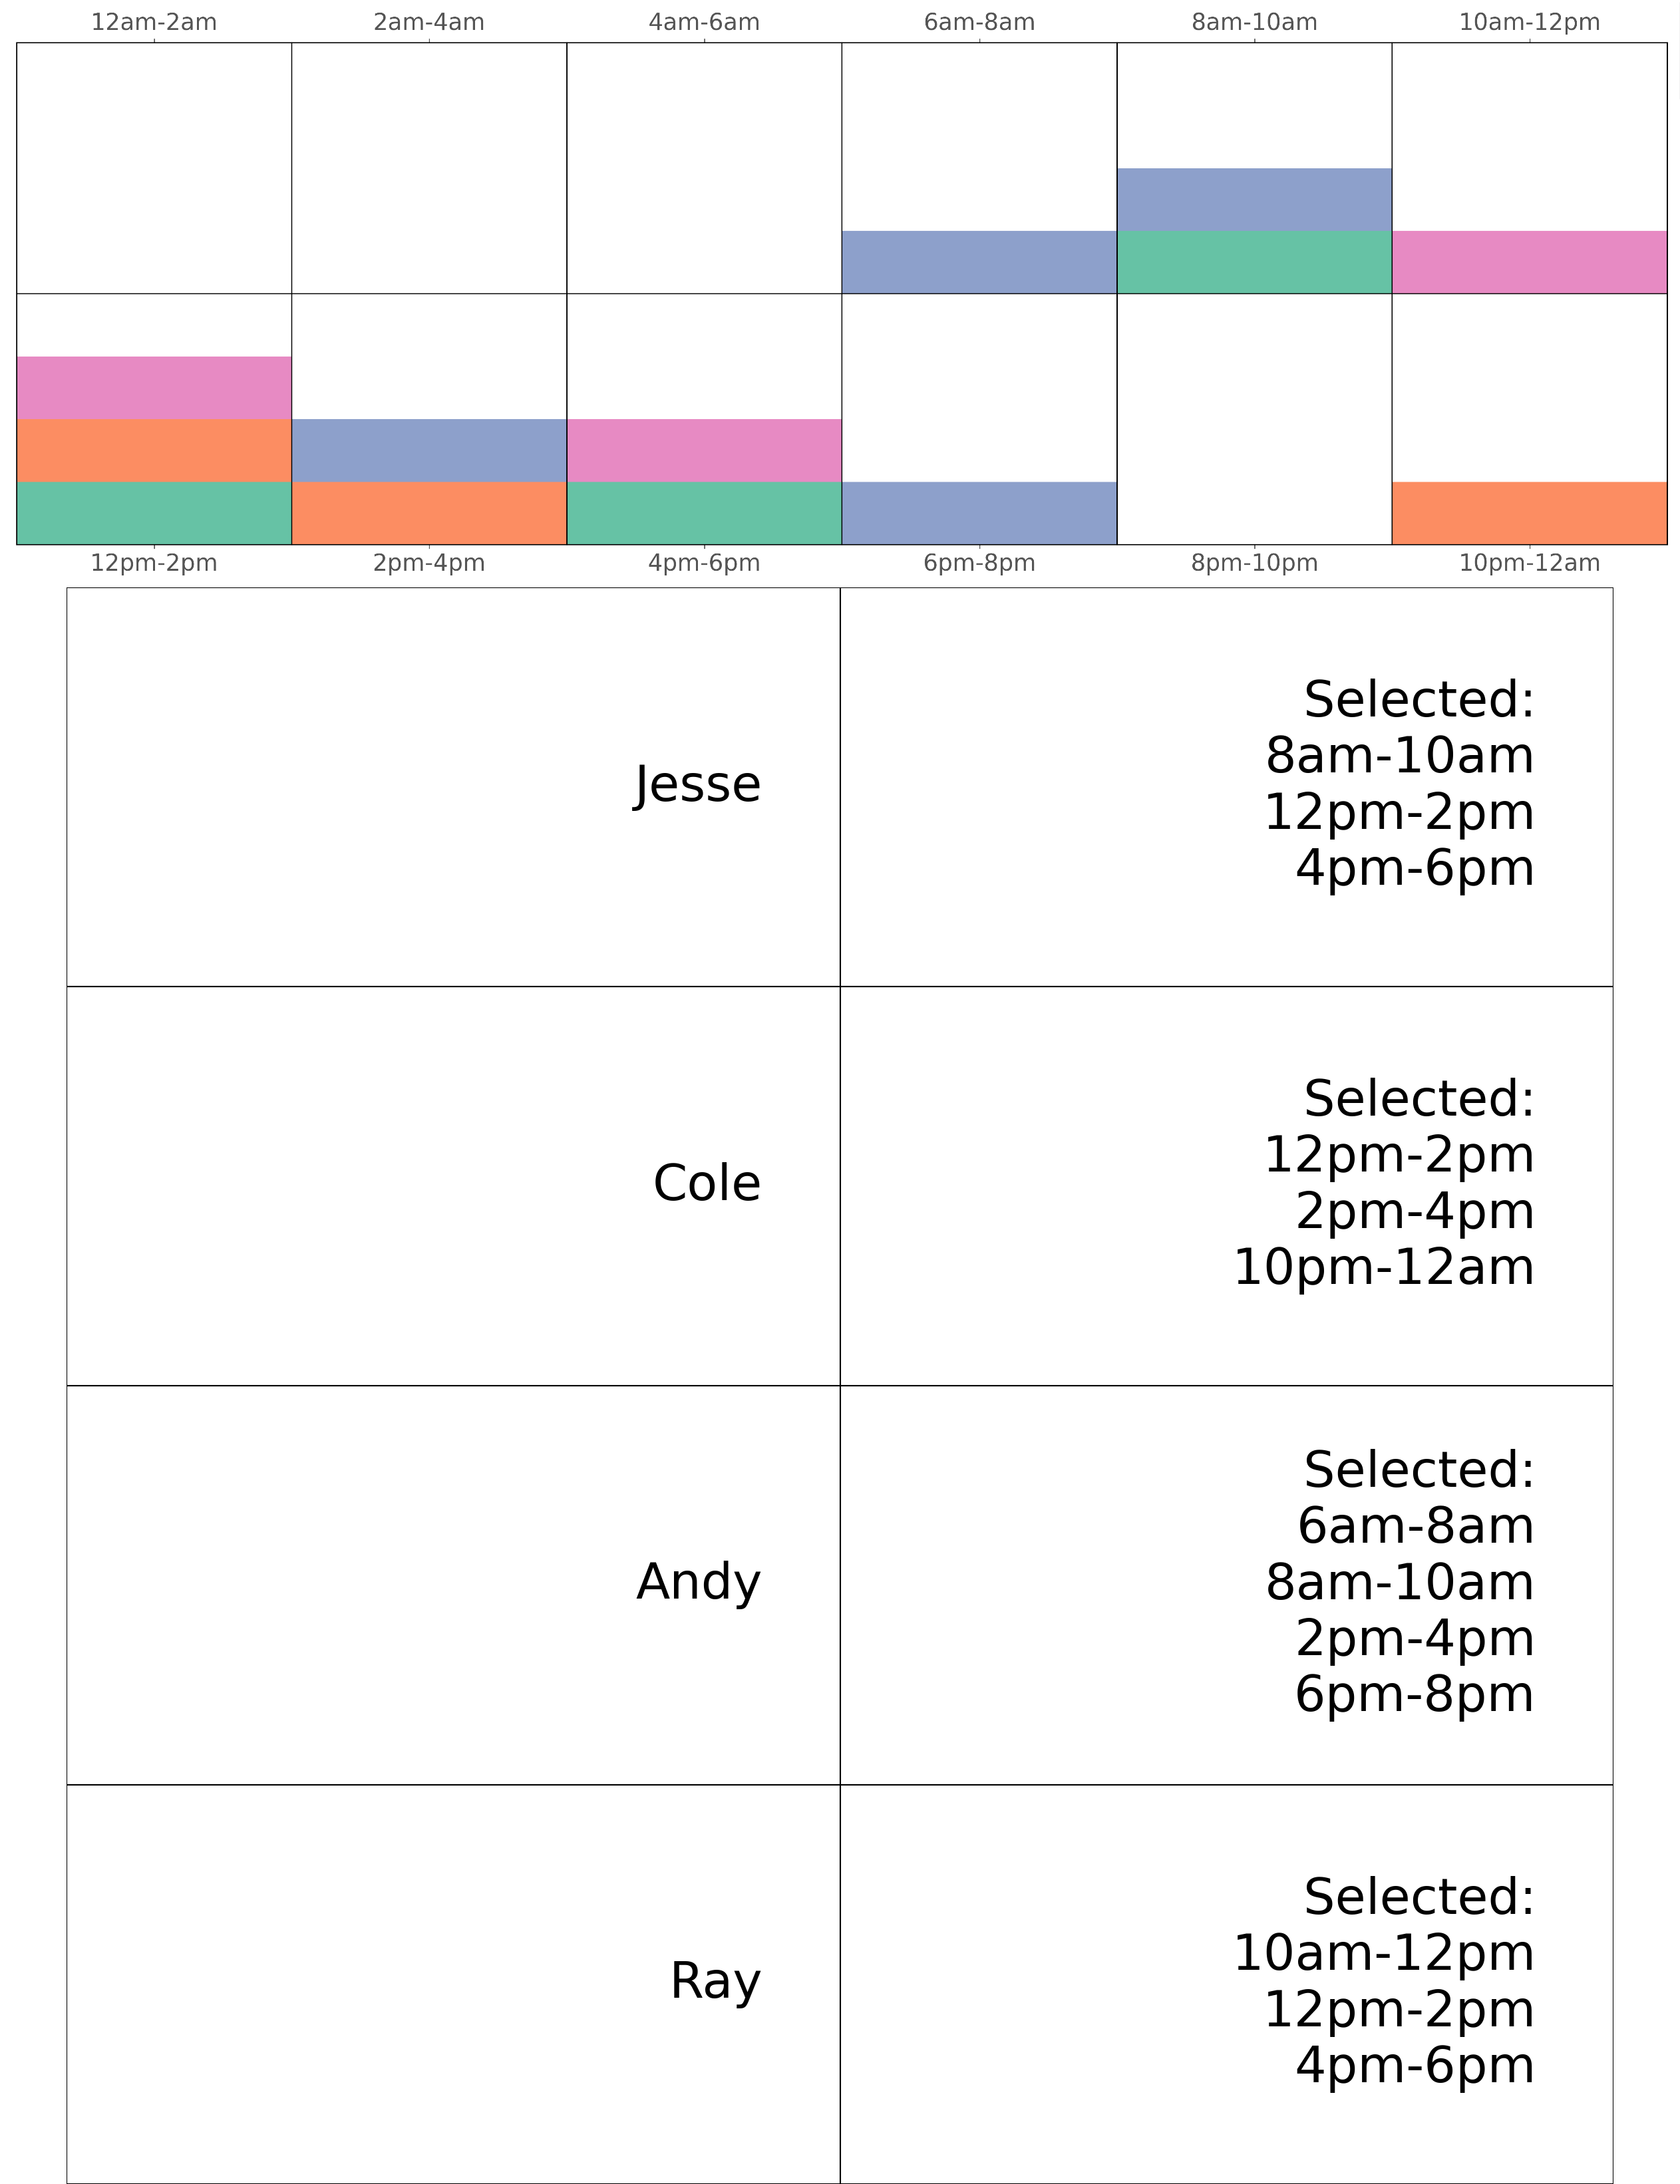 12am-2am 2am-4am 4am-6am 6am-8am 8am-10am 10am-12pm
12pm-2pm 2pm-4pm 4pm-6pm 6pm-8pm 8pm-10pm 10pm-12am
Jesse
Selected:
8am-10am
12pm-2pm
4pm-6pm
Cole
Selected:
12pm-2pm
2pm-4pm
10pm-12am
Andy
Selected:
6am-8am
8am-10am
2pm-4pm
6pm-8pm
Ray
Selected:
10am-12pm
12pm-2pm
4pm-6pm